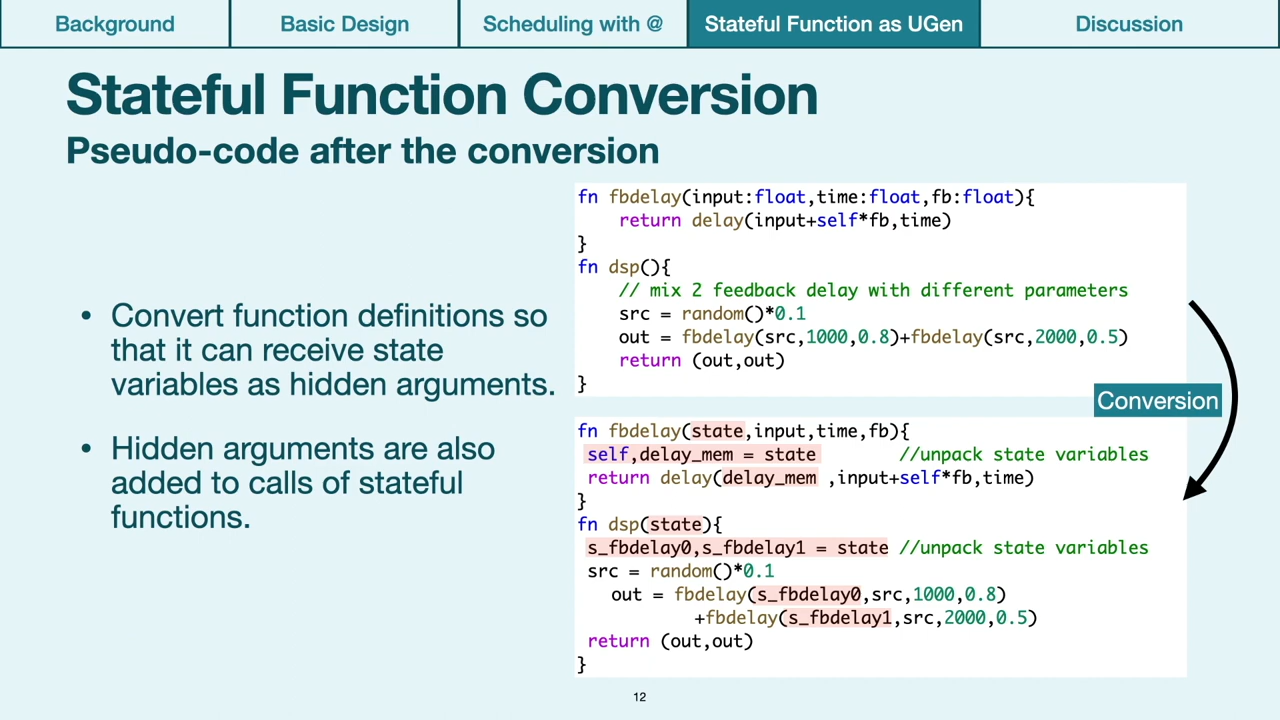 Background
Basic Design
Scheduling with @
Stateful Function as UGen
Discussion
Stateful Function Conversion
Pseudo-code after the conversion
• Convert function definitions so
that it can receive state
variables as hidden arguments.
• Hidden arguments are also
added to calls of stateful
functions.
fn fbdelay(input:float,time:float,fb:float){
    return delay(input+self*fb,time)
}
fn dsp(){
    // mix 2 feedback delay with different parameters
    src = random()*0.1
    out = fbdelay(src,1000,0.8)+fbdelay(src,2000,0.5)
    return (out,out)
}
Conversion
fn fbdelay(state,input,time,fb){
 self,delay_mem = state        //unpack state variables
 return delay(delay_mem ,input+self*fb,time)
}
fn dsp(state){
 s_fbdelay0,s_fbdelay1 = state //unpack state variables
 src = random()*0.1
   out = fbdelay(s_fbdelay0,src,1000,0.8)
           +fbdelay(s_fbdelay1,src,2000,0.5)
 return (out,out)
}
12